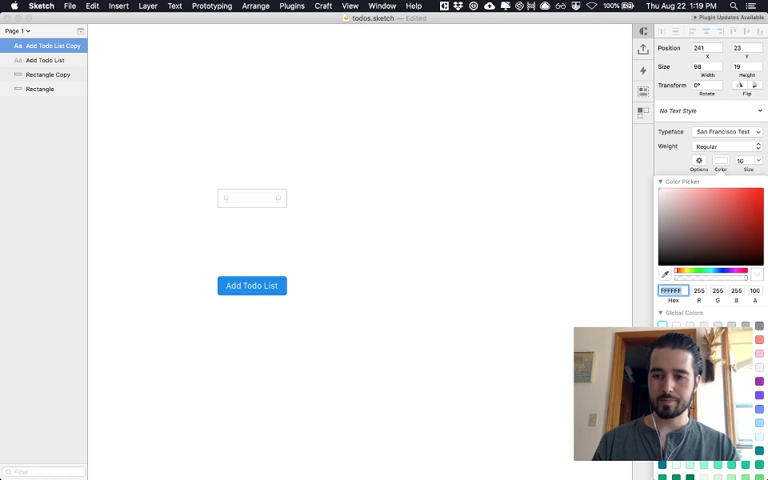 Sketch File Edit Insert Layer Text Prototyping Arrange Plugins Craft View Window Help 100% Thu Aug 22 1:19 PM
todos.sketch — Edited
Plugin Updates Available
Page 1
Aa Add Todo List Copy
Aa Add Todo List
Rectangle Copy
Rectangle
Filter
Add Todo List
Position 241 23
X Y
Size 98 19
Width Height
Transform 0°
Rotate Flip
No Text Style
Typeface San Francisco Text
Weight Regular
16
Options Color Size
Color Picker
FFFFFF 255 255 255 100
Hex R G B A
Global Colors